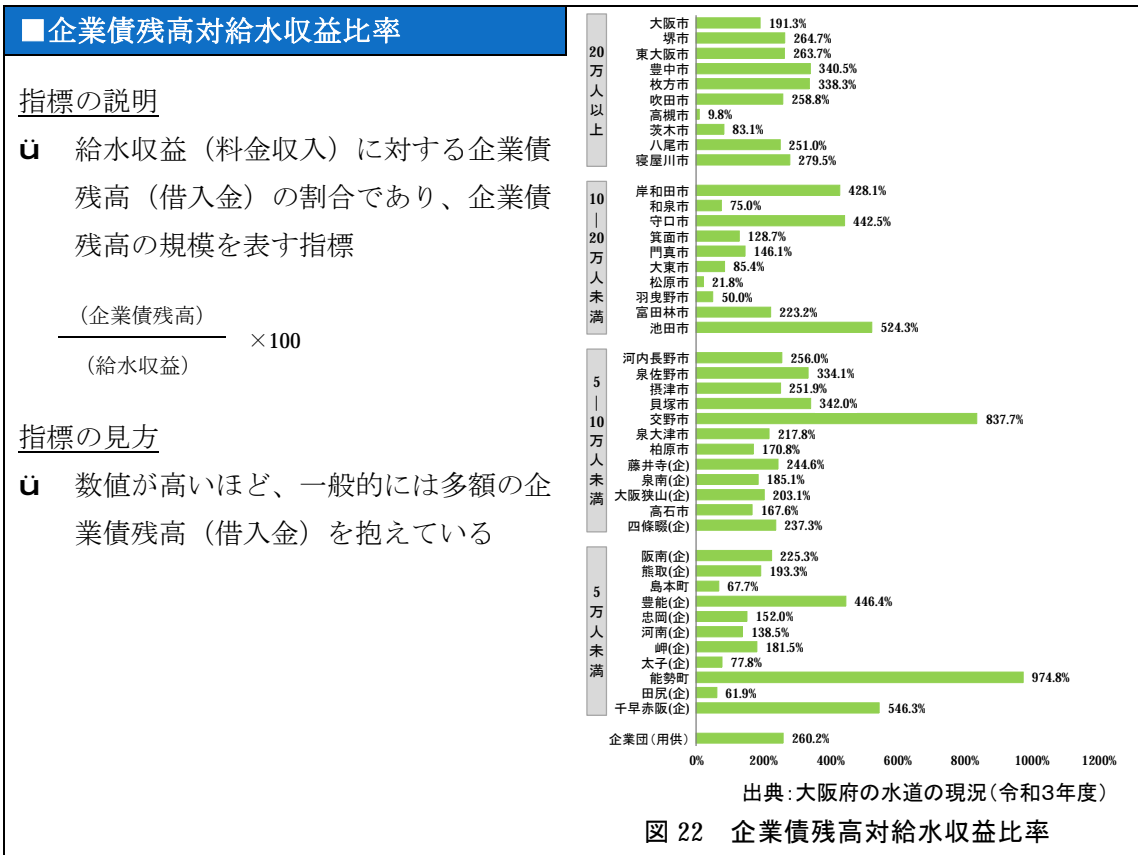 ■企業債残高対給水収益比率
指標の説明
ü 給水収益（料金収入）に対する企業債
残高（借入金）の割合であり、企業債
残高の規模を表す指標
（企業債残高）
×100
（給水収益）
指標の見方
ü 数値が高いほど、一般的には多額の企
業債残高（借入金）を抱えている
20万人以上
大阪市 191.3%
堺市 264.7%
東大阪市 263.7%
豊中市 340.5%
枚方市 338.3%
吹田市 258.8%
高槻市 9.8%
茨木市 83.1%
八尾市 251.0%
寝屋川市 279.5%
10｜20万人未満
岸和田市 428.1%
和泉市 75.0%
守口市 442.5%
箕面市 128.7%
門真市 146.1%
大東市 85.4%
松原市 21.8%
羽曳野市 50.0%
富田林市 223.2%
池田市 524.3%
5｜10万人未満
河内長野市 256.0%
泉佐野市 334.1%
摂津市 251.9%
貝塚市 342.0%
交野市 837.7%
泉大津市 217.8%
柏原市 170.8%
藤井寺(企) 244.6%
泉南(企) 185.1%
大阪狭山(企) 203.1%
高石市 167.6%
四條畷(企) 237.3%
5万人未満
阪南(企) 225.3%
熊取(企) 193.3%
島本町 67.7%
豊能(企) 446.4%
忠岡(企) 152.0%
河南(企) 138.5%
岬(企) 181.5%
太子(企) 77.8%
能勢町 974.8%
田尻(企) 61.9%
千早赤阪(企) 546.3%
企業団(用供) 260.2%
0% 200% 400% 600% 800% 1000% 1200%
出典：大阪府の水道の現況（令和3年度）
図 22 企業債残高対給水収益比率